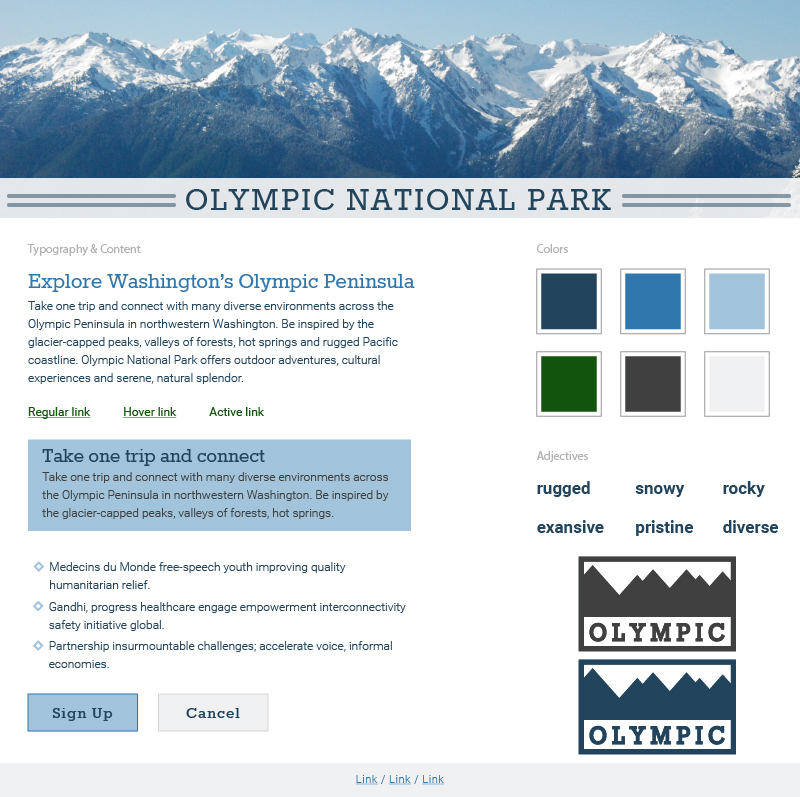 OLYMPIC NATIONAL PARK
Typography & Content
Explore Washington's Olympic Peninsula
Take one trip and connect with many diverse environments across the
Olympic Peninsula in northwestern Washington. Be inspired by the
glacier-capped peaks, valleys of forests, hot springs and rugged Pacific
coastline. Olympic National Park offers outdoor adventures, cultural
experiences and serene, natural splendor.
Regular link Hover link Active link
Take one trip and connect
Take one trip and connect with many diverse environments across
the Olympic Peninsula in northwestern Washington. Be inspired by
the glacier-capped peaks, valleys of forests, hot springs.
Medecins du Monde free-speech youth improving quality
humanitarian relief.
Gandhi, progress healthcare engage empowerment interconnectivity
safety initiative global.
Partnership insurmountable challenges; accelerate voice, informal
economies.
Sign Up Cancel
Colors
Adjectives
rugged snowy rocky
exansive pristine diverse
OLYMPIC
OLYMPIC
Link / Link / Link